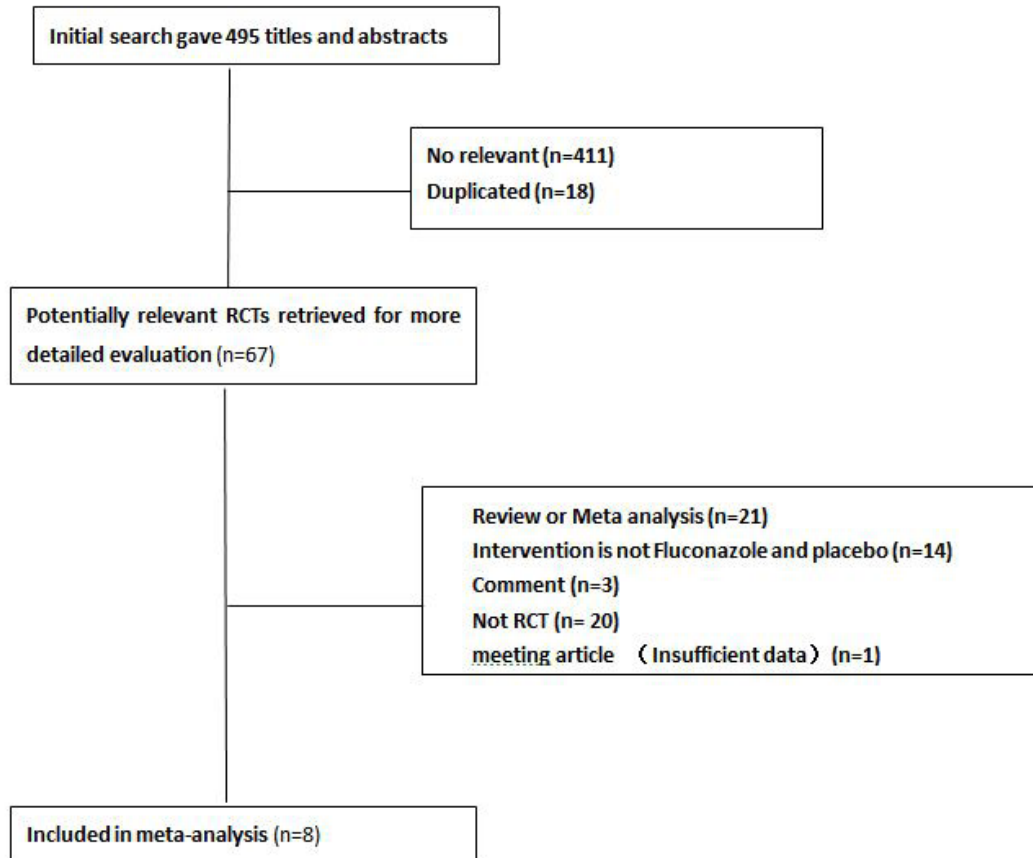 Initial search gave 495 titles and abstracts
No relevant (n=411)
Duplicated (n=18)
Potentially relevant RCTs retrieved for more
detailed evaluation (n=67)
Review or Meta analysis (n=21)
Intervention is not Fluconazole and placebo (n=14)
Comment (n=3)
Not RCT (n= 20)
meeting article （Insufficient data）(n=1)
Included in meta-analysis (n=8)